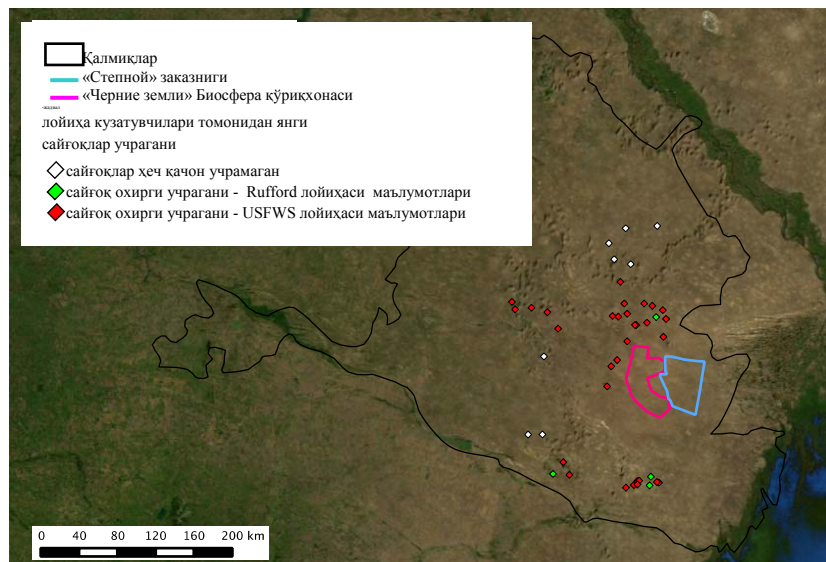 Қалмиқлар
«Степной» заказниги
«Черние земли» Биосфера қўриқхонаси
лойиҳа кузатувчилари томонидан янги
сайғоқлар учрагани
сайғоқлар ҳеч қачон учрамаган
сайғоқ охирги учрагани - Rufford лойиҳаси маълумотлари
сайғоқ охирги учрагани - USFWS лойиҳаси маълумотлари
0 40 80 120 160 200 km